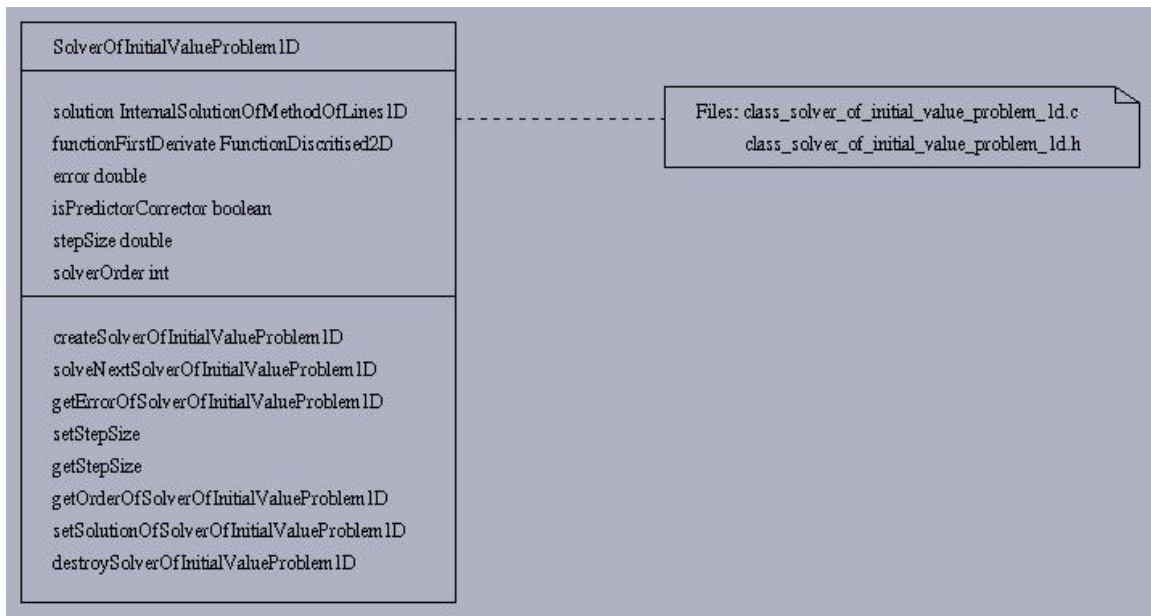 SolverOfInitialValueProblem1D
solution InternalSolutionOfMethodOfLines1D
functionFirstDerivate FunctionDiscritised2D
error double
isPredictorCorrector boolean
stepSize double
solverOrder int
createSolverOfInitialValueProblem1D
solveNextSolverOfInitialValueProblem1D
getErrorOfSolverOfInitialValueProblem1D
setStepSize
getStepSize
getOrderOfSolverOfInitialValueProblem1D
setSolutionOfSolverOfInitialValueProblem1D
destroySolverOfInitialValueProblem1D
Files: class_solver_of_initial_value_problem_1d.c
class_solver_of_initial_value_problem_1d.h